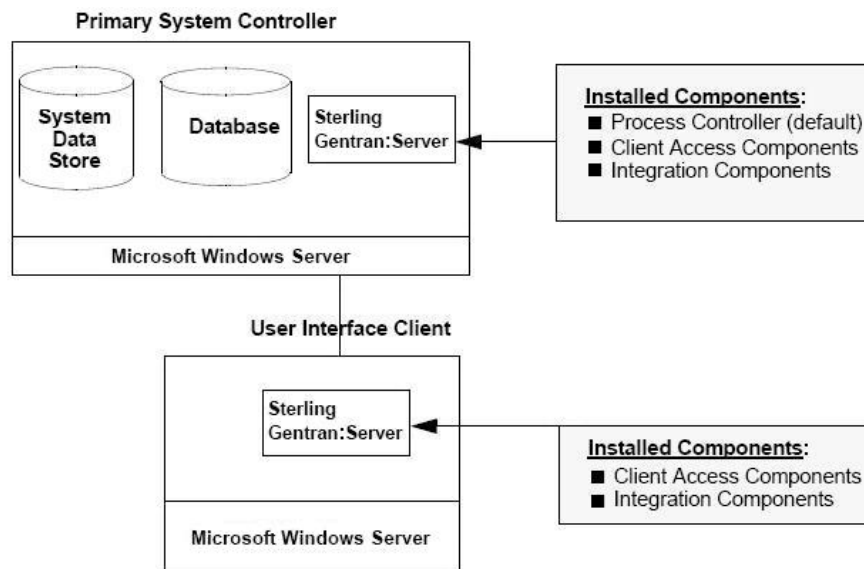 Primary System Controller
System
Data
Store
Database
Sterling
Gentran:Server
Installed Components:
■ Process Controller (default)
■ Client Access Components
■ Integration Components
Microsoft Windows Server
User Interface Client
Sterling
Gentran:Server
Installed Components:
■ Client Access Components
■ Integration Components
Microsoft Windows Server